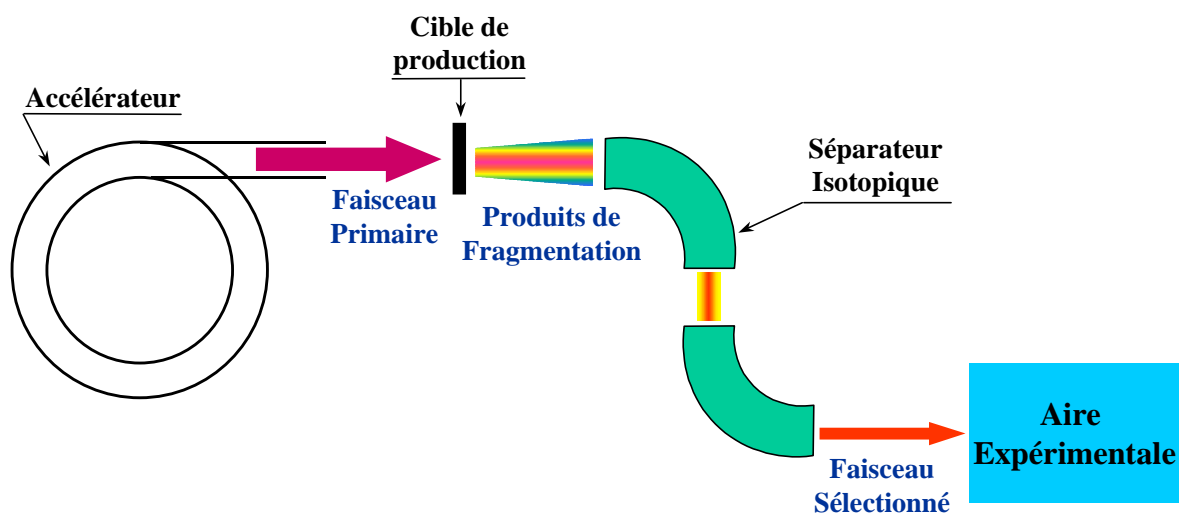 Accélérateur
Cible de
production
Faisceau
Primaire
Produits de
Fragmentation
Séparateur
Isotopique
Faisceau
Sélectionné
Aire
Expérimentale